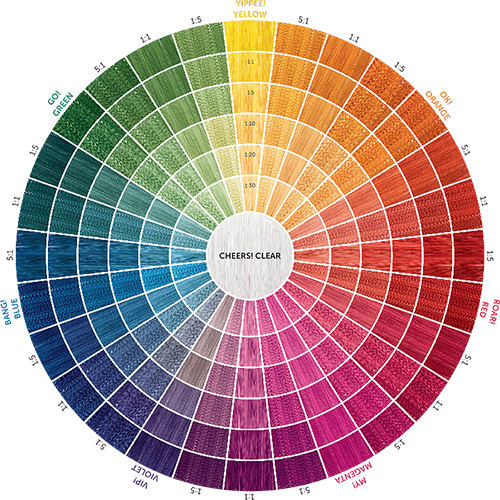 YIPPEE!
YELLOW
5:1
1:1
1:5
OK!
ORANGE
5:1
1:1
1:5
ROAR!
RED
5:1
1:1
1:5
MY!
MAGENTA
5:1
1:1
1:5
VIP!
VIOLET
5:1
1:1
1:5
BANG!
BLUE
5:1
1:1
1:5
GO!
GREEN
5:1
1:1
1:5
1:1
1:5
1:10
1:20
1:30
CHEERS! CLEAR